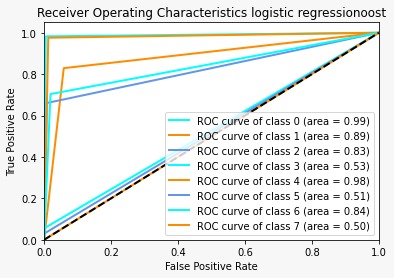 Receiver Operating Characteristics logistic regressionoost
True Positive Rate
1.0
0.8
0.6
0.4
0.2
0.0
ROC curve of class 0 (area = 0.99)
ROC curve of class 1 (area = 0.89)
ROC curve of class 2 (area = 0.83)
ROC curve of class 3 (area = 0.53)
ROC curve of class 4 (area = 0.98)
ROC curve of class 5 (area = 0.51)
ROC curve of class 6 (area = 0.84)
ROC curve of class 7 (area = 0.50)
0.0 0.2 0.4 0.6 0.8 1.0
False Positive Rate